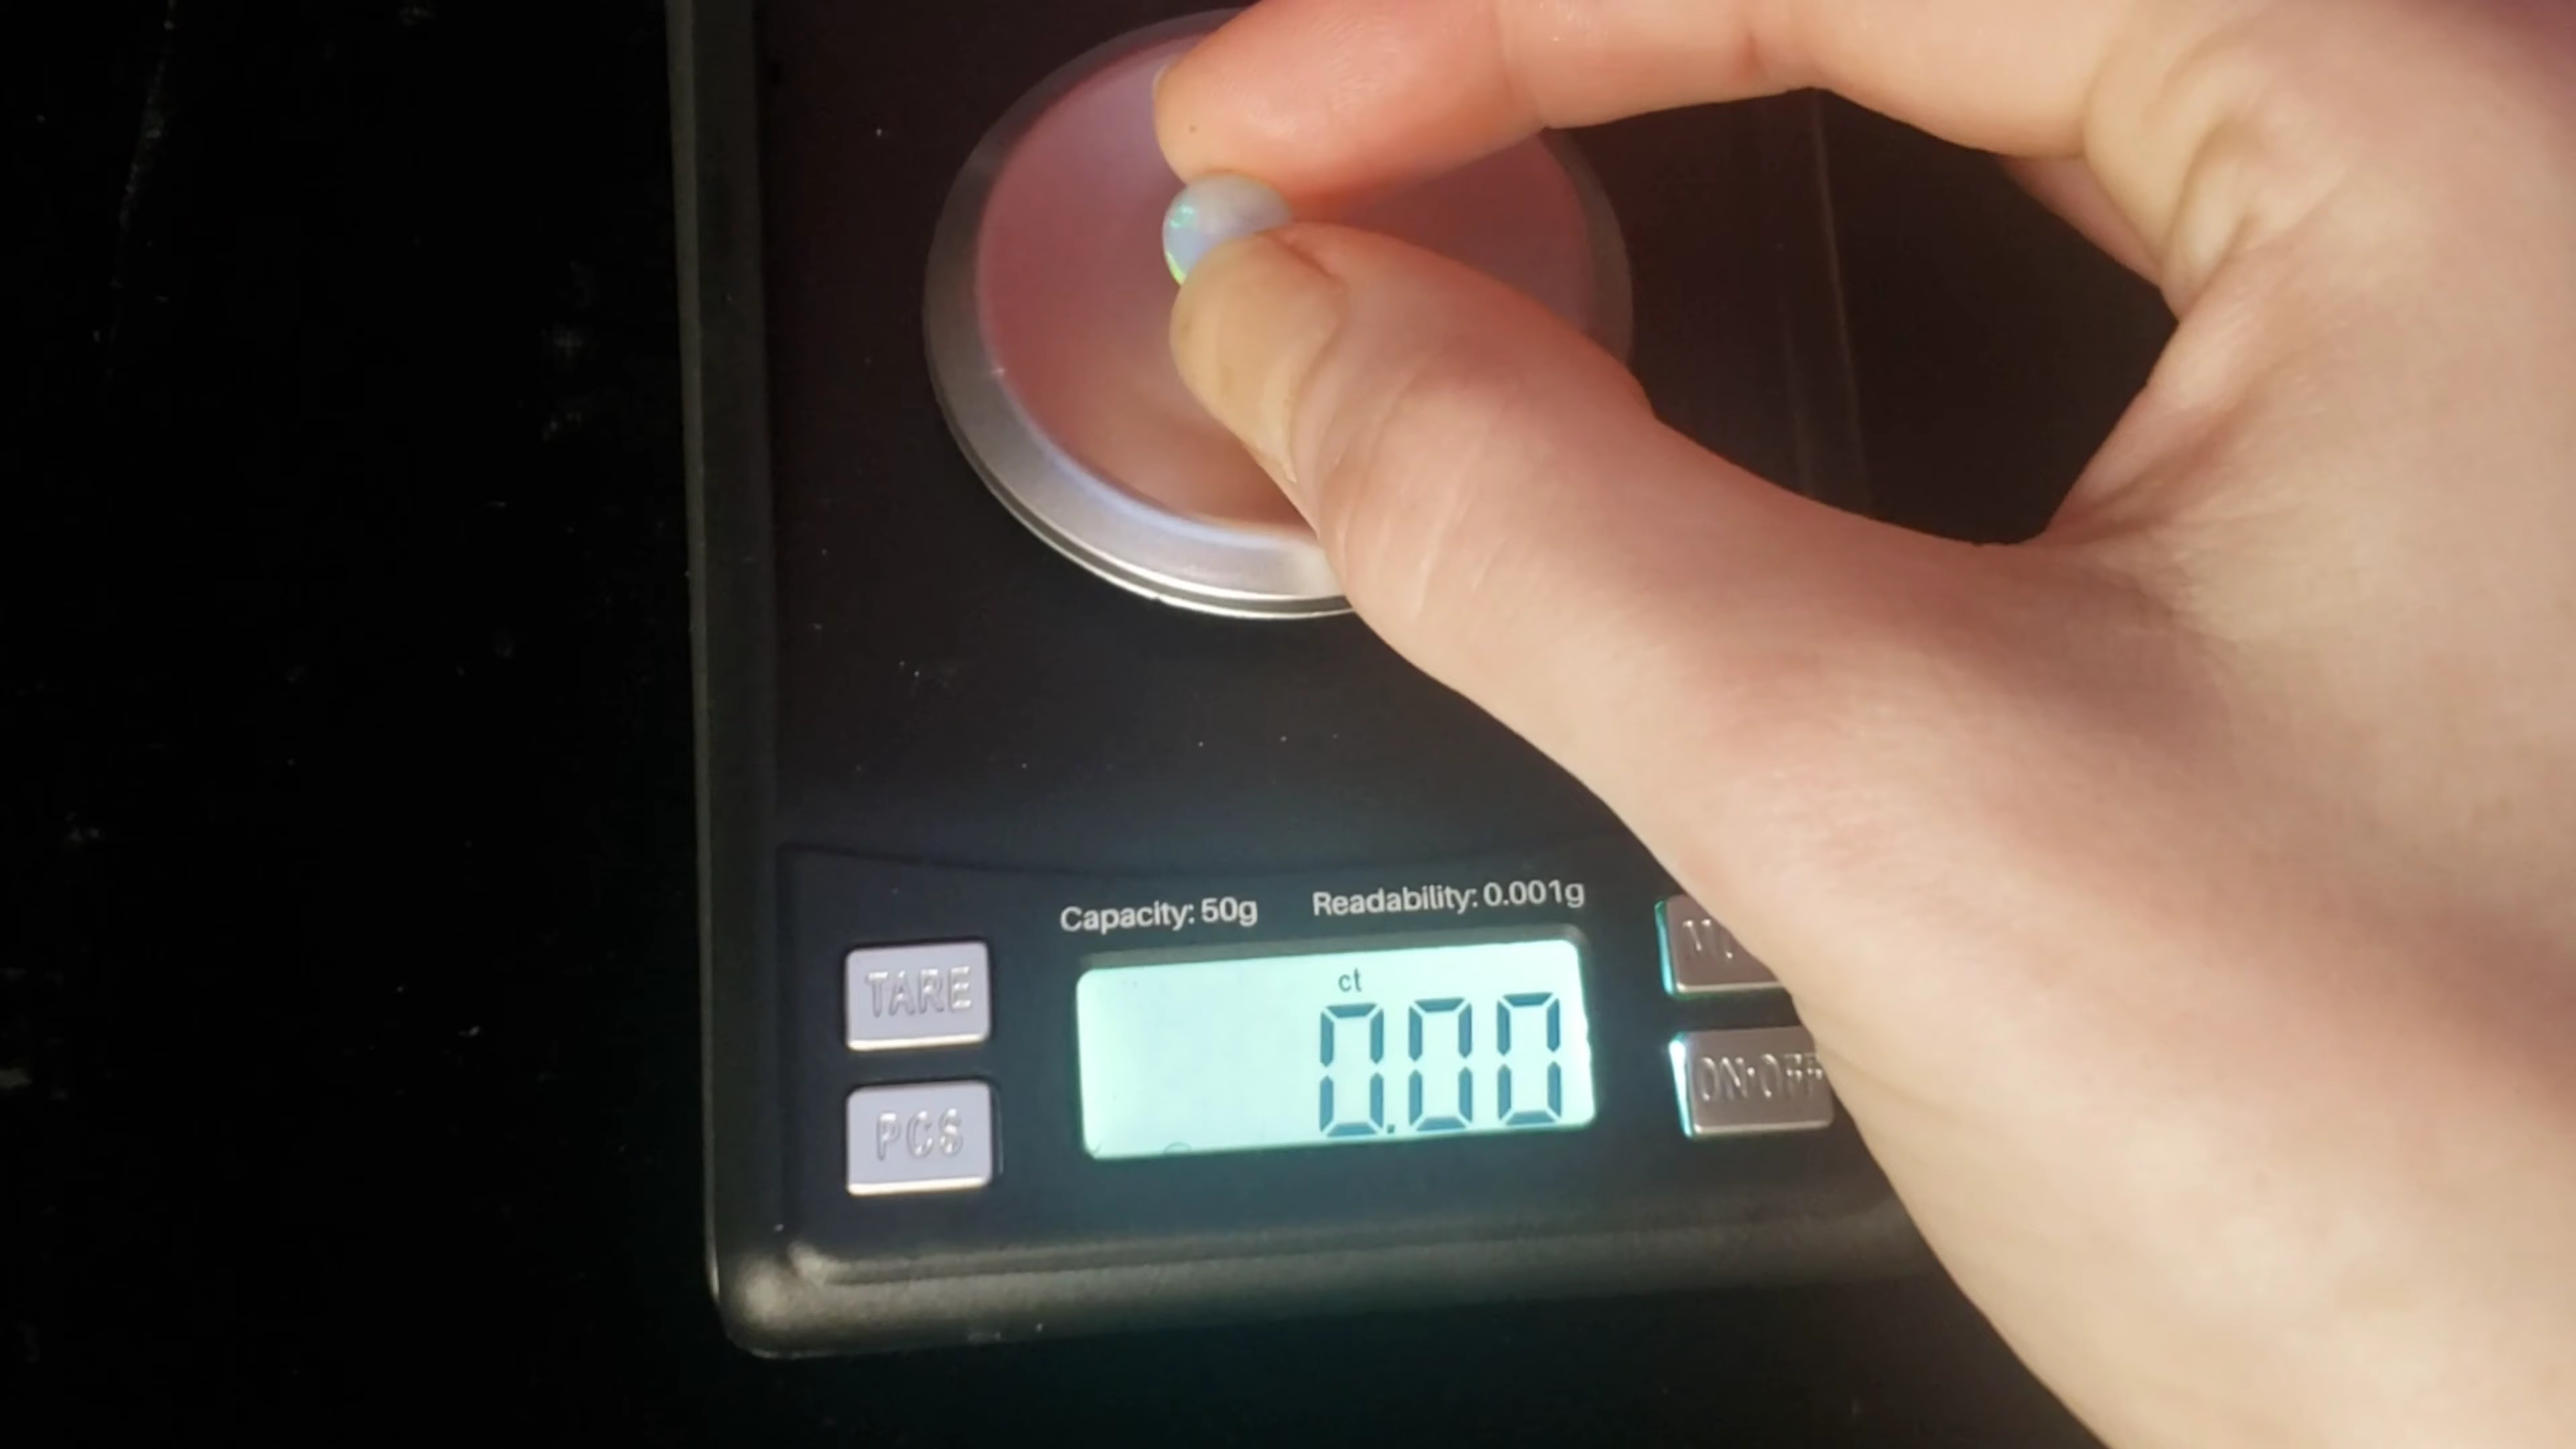 Capacity: 50g Readability: 0.001g
TARE
ct
0.00
ON·OFF
PCS